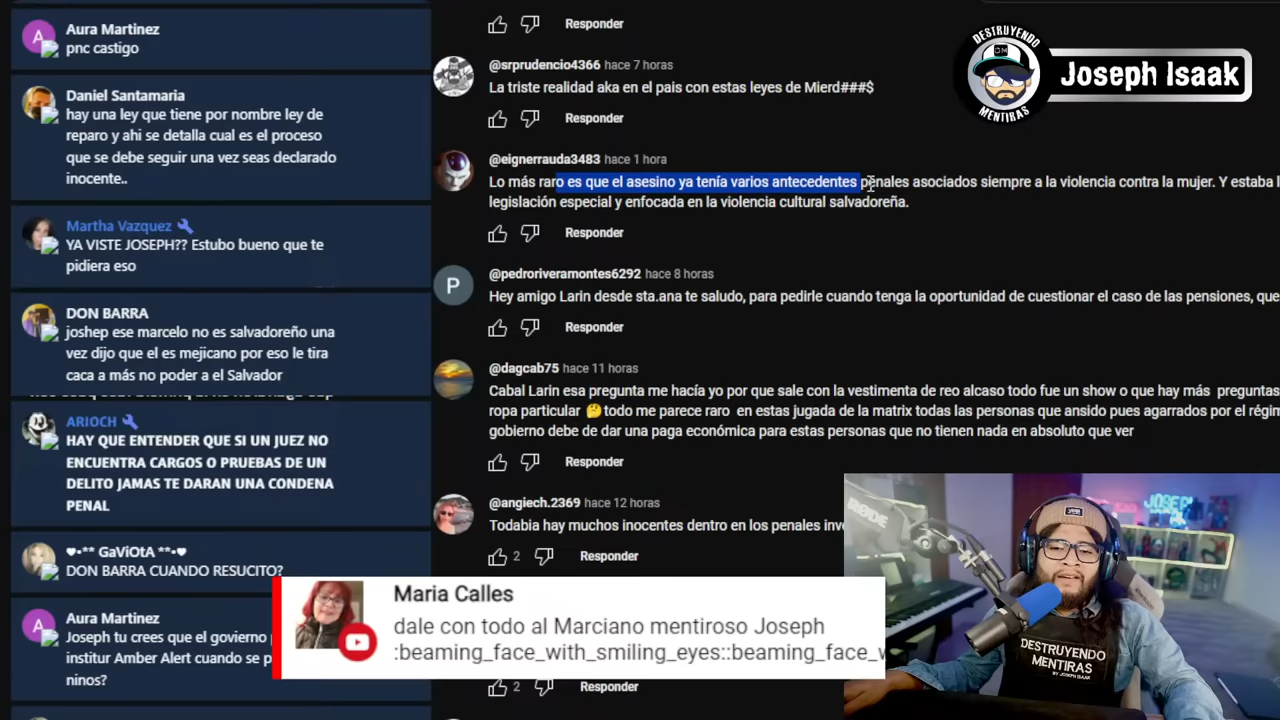 Aura Martinez
pnc castigo
Daniel Santamaria
hay una ley que tiene por nombre ley de
reparo y ahi se detalla cual es el proceso
que se debe seguir una vez seas declarado
inocente..
Martha Vazquez
YA VISTE JOSEPH?? Estubo bueno que te
pidiera eso
DON BARRA
joshep ese marcelo no es salvadoreño una
vez dijo que el es mejicano por eso le tira
caca a más no poder a el Salvador
ARIOCH
HAY QUE ENTENDER QUE SI UN JUEZ NO
ENCUENTRA CARGOS O PRUEBAS DE UN
DELITO JAMAS TE DARAN UNA CONDENA
PENAL
♥•** GaViOtA **•♥
DON BARRA CUANDO RESUCITO?
A
Aura Martinez
Joseph tu crees que el govierno
institur Amber Alert cuando se p
ninos?
Responder
@srprudencio4366 hace 7 horas
La triste realidad aka en el pais con estas leyes de Mierd###$
Responder
@eignerrauda3483 hace 1 hora
Lo más raro es que el asesino ya tenía varios antecedentes penales asociados siempre a la violencia contra la mujer. Y estaba l
legislación especial y enfocada en la violencia cultural salvadoreña.
Responder
P
@pedroriveramontes6292 hace 8 horas
Hey amigo Larin desde sta.ana te saludo, para pedirle cuando tenga la oportunidad de cuestionar el caso de las pensiones, que
Responder
@dagcab75 hace 11 horas
Cabal Larin esa pregunta me hacía yo por que sale con la vestimenta de reo alcaso todo fue un show o que hay más preguntas
ropa particular 🤔 todo me parece raro en estas jugada de la matrix todas las personas que ansido pues agarrados por el régin
gobierno debe de dar una paga económica para estas personas que no tienen nada en absoluto que ver
Responder
@angiech.2369 hace 12 horas
Todabia hay muchos inocentes dentro en los penales inve
2 Responder
Maria Calles
dale con todo al Marciano mentiroso Joseph
:beaming_face_with_smiling_eyes::beaming_face_w
2 Responder
DESTRUYENDO
DM
MENTIRAS
Joseph Isaak
RODE
JOSEPH
DESTRUYENDO
MENTIRAS
BY JOSEPH ISAAK